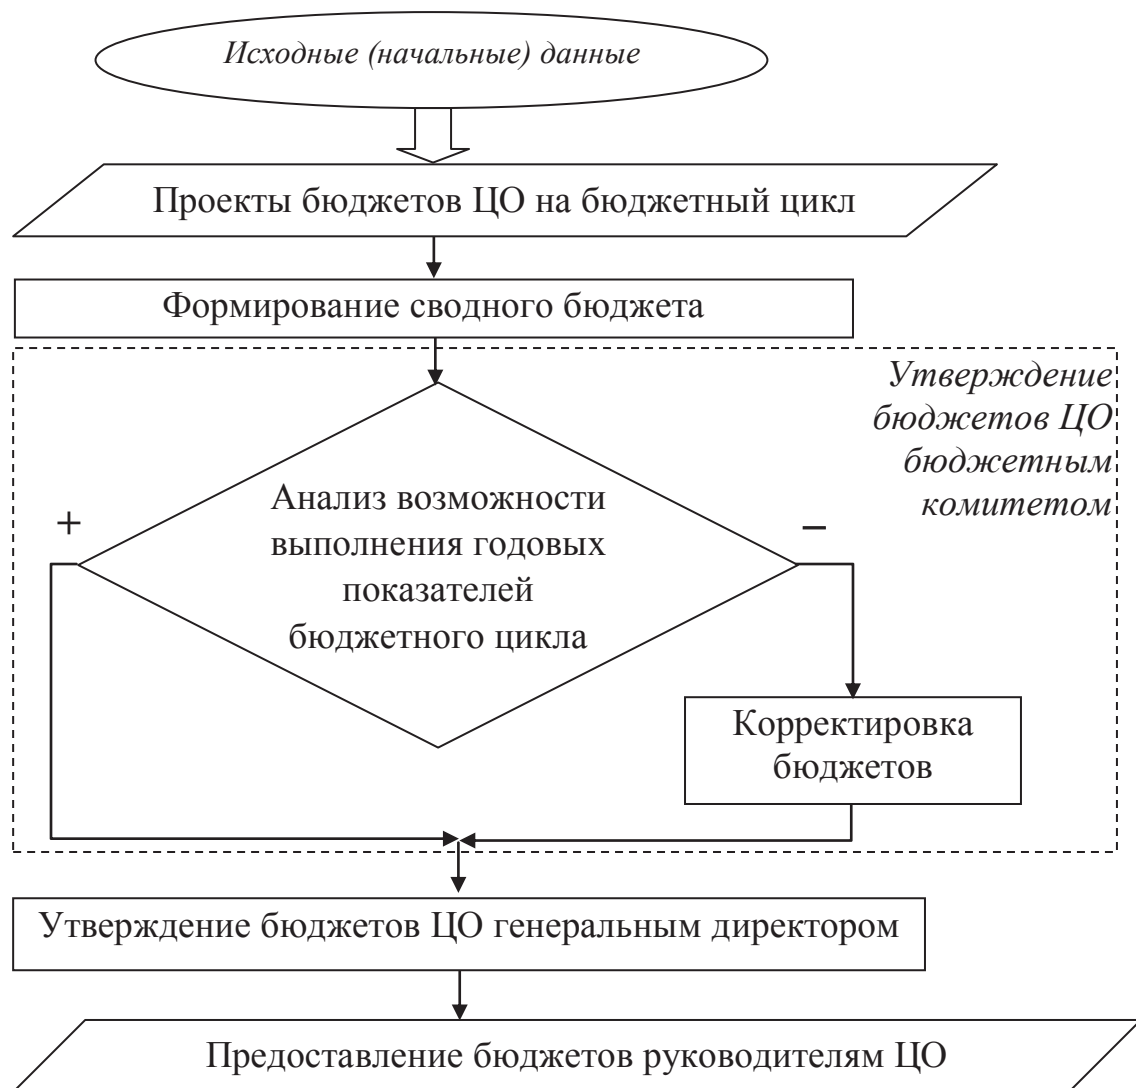 Исходные (начальные) данные
Проекты бюджетов ЦО на бюджетный цикл
Формирование сводного бюджета
Утверждение
бюджетов ЦО
бюджетным
комитетом
Анализ возможности
выполнения годовых
показателей
бюджетного цикла
+
–
Корректировка
бюджетов
Утверждение бюджетов ЦО генеральным директором
Предоставление бюджетов руководителям ЦО